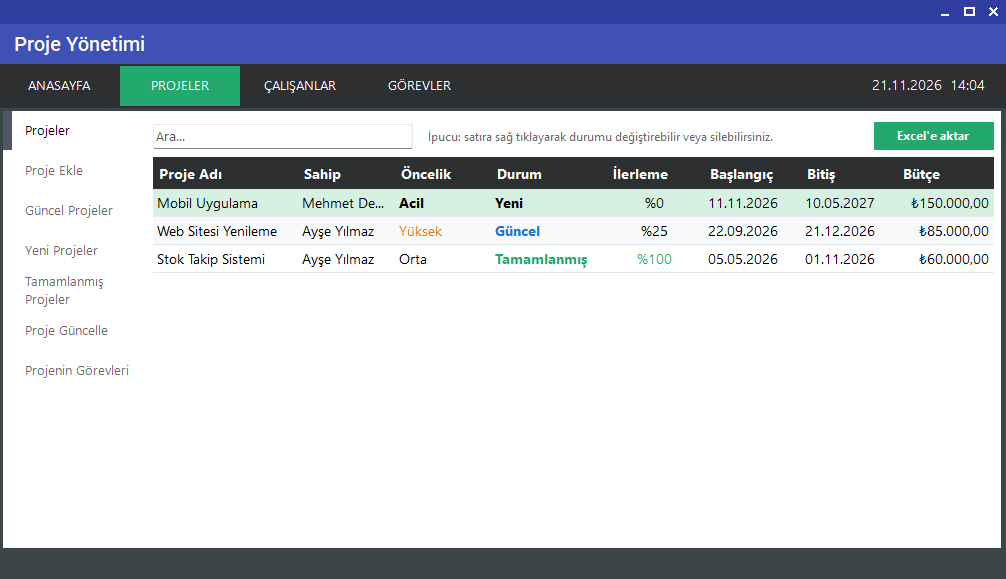 Proje Yönetimi
ANASAYFA PROJELER ÇALIŞANLAR GÖREVLER 21.11.2026 14:04
Projeler
Proje Ekle
Güncel Projeler
Yeni Projeler
Tamamlanmış
Projeler
Proje Güncelle
Projenin Görevleri
Ara... İpucu: satıra sağ tıklayarak durumu değiştirebilir veya silebilirsiniz. Excel'e aktar
Proje Adı Sahip Öncelik Durum İlerleme Başlangıç Bitiş Bütçe
Mobil Uygulama Mehmet De... Acil Yeni %0 11.11.2026 10.05.2027 ₺150.000,00
Web Sitesi Yenileme Ayşe Yılmaz Yüksek Güncel %25 22.09.2026 21.12.2026 ₺85.000,00
Stok Takip Sistemi Ayşe Yılmaz Orta Tamamlanmış %100 05.05.2026 01.11.2026 ₺60.000,00